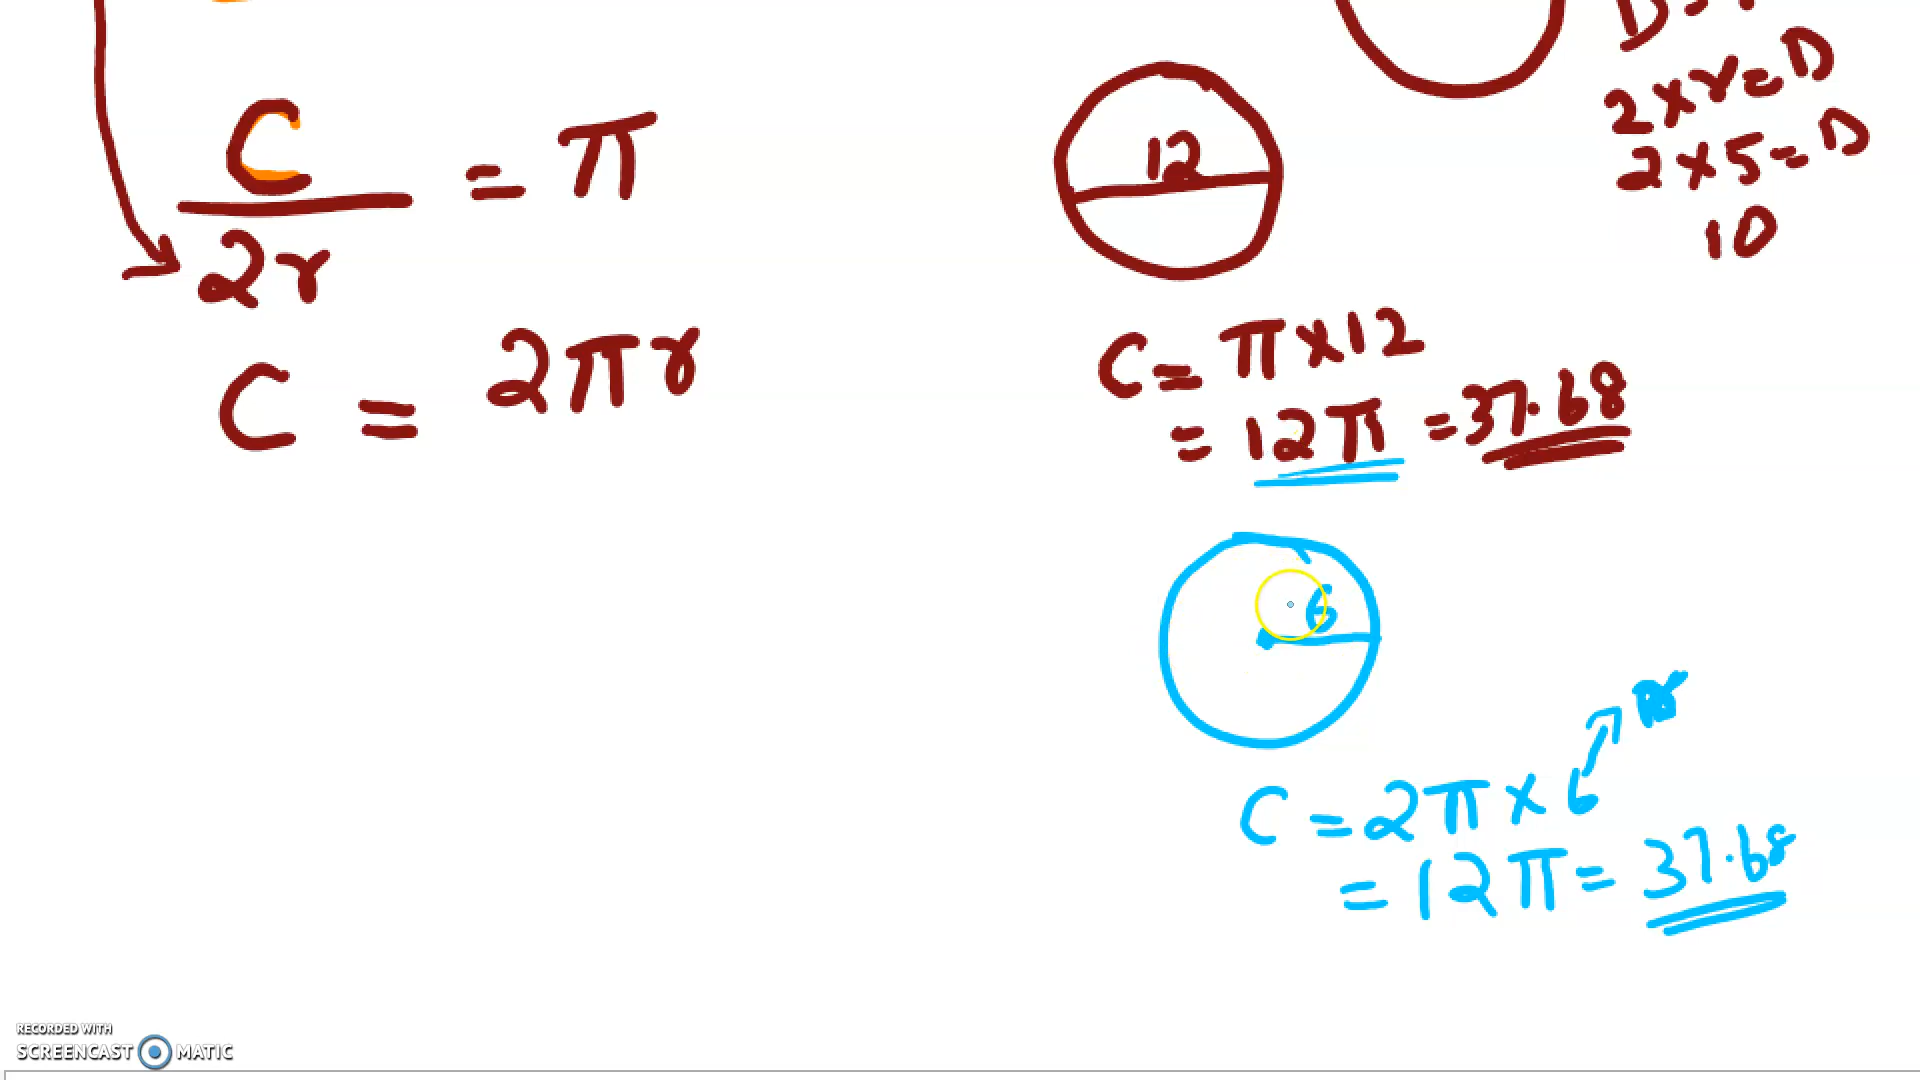 C
2r
= π
C = 2πr
2×r=D
2×5=D
10
12
C= π×12
= 12π =37.68
6
C =2π×6
= 12π= 37.68
RECORDED WITH
SCREENCAST MATIC